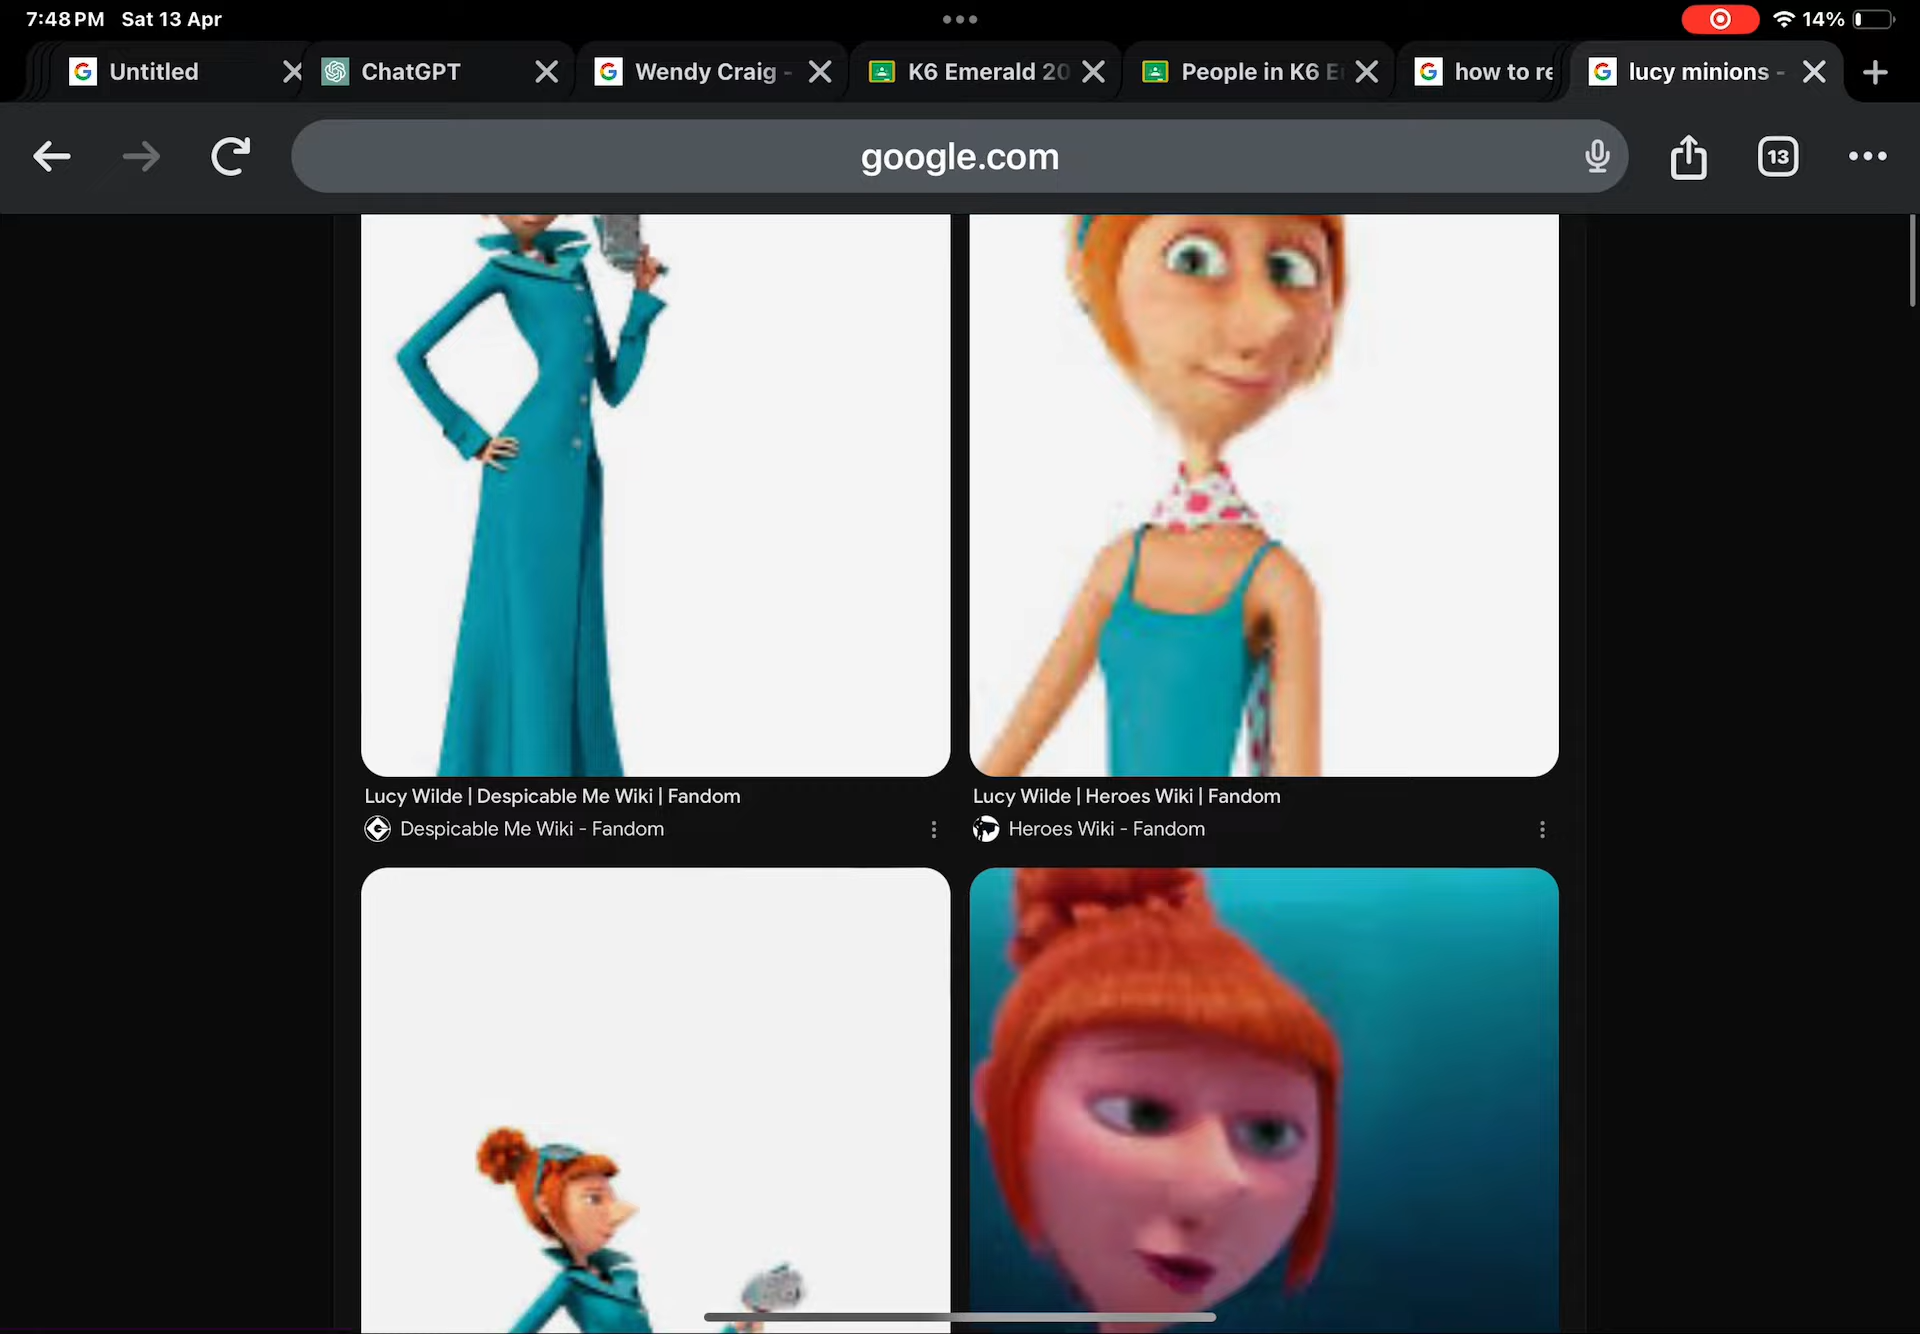 7:48 PM Sat 13 Apr
14%
Untitled
ChatGPT
Wendy Craig -
K6 Emerald 20
People in K6 E
how to re
lucy minions -
google.com
13
Lucy Wilde | Despicable Me Wiki | Fandom
Despicable Me Wiki - Fandom
Lucy Wilde | Heroes Wiki | Fandom
Heroes Wiki - Fandom